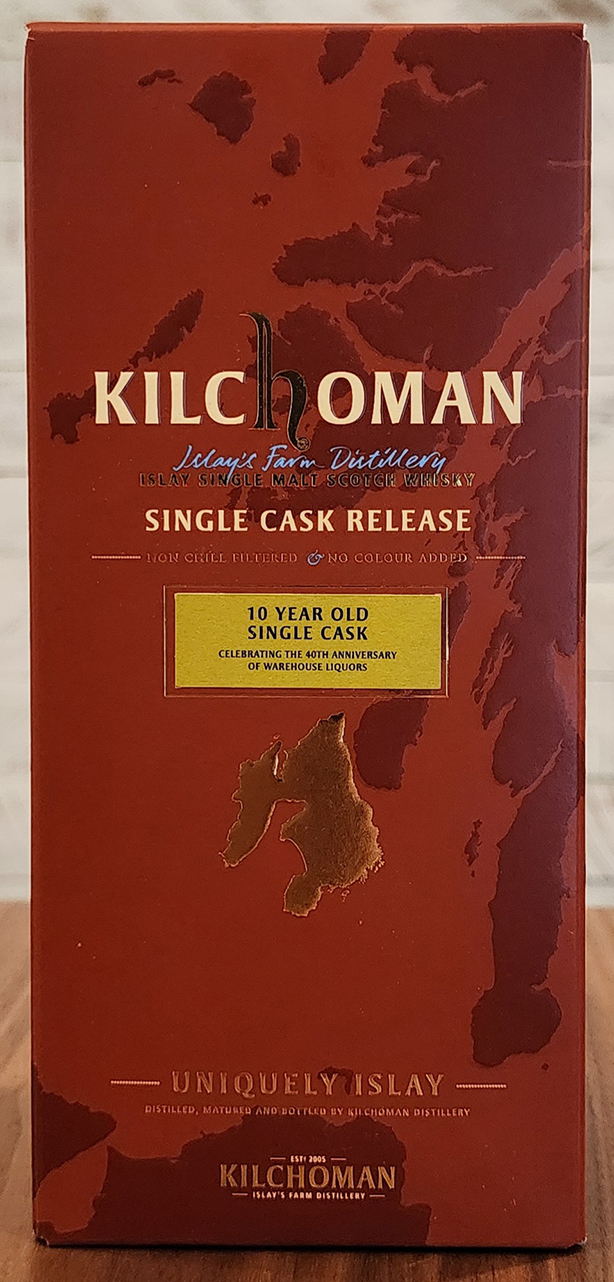 KILCHOMAN
Islay's Farm Distillery
ISLAY SINGLE MALT SCOTCH WHISKY
SINGLE CASK RELEASE
NON CHILL FILTERED & NO COLOUR ADDED
10 YEAR OLD
SINGLE CASK
CELEBRATING THE 40TH ANNIVERSARY
OF WAREHOUSE LIQUORS
UNIQUELY ISLAY
DISTILLED, MATURED AND BOTTLED BY KILCHOMAN DISTILLERY
ESTD 2005
KILCHOMAN
ISLAY'S FARM DISTILLERY